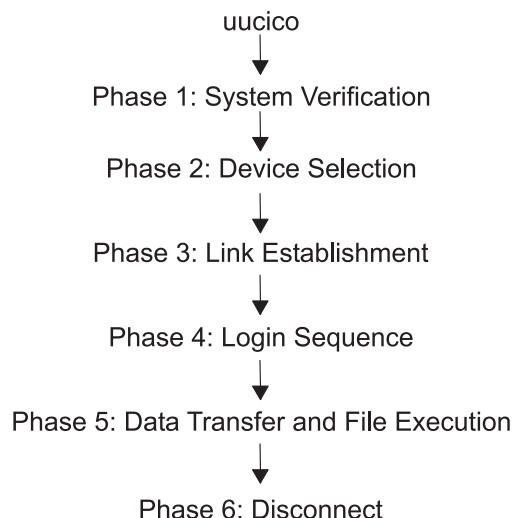 uucico
Phase 1: System Verification
Phase 2: Device Selection
Phase 3: Link Establishment
Phase 4: Login Sequence
Phase 5: Data Transfer and File Execution
Phase 6: Disconnect